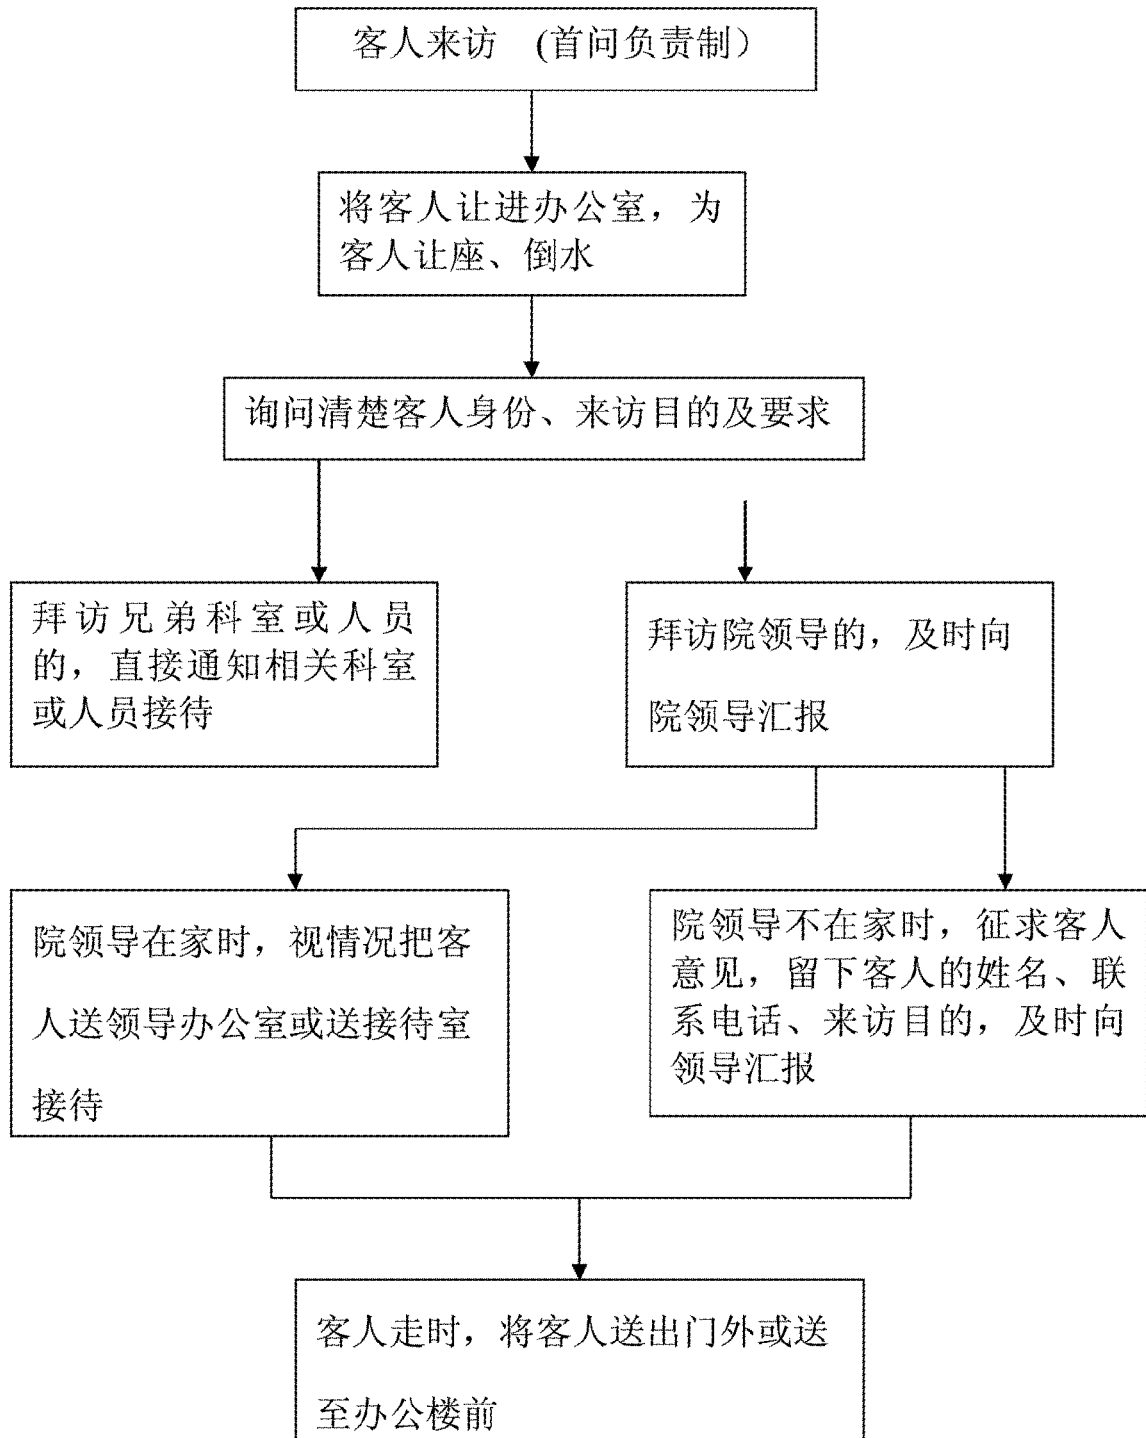 客人来访 (首问负责制）
将客人让进办公室，为
客人让座、倒水
询问清楚客人身份、来访目的及要求
拜访兄弟科室或人员
的，直接通知相关科室
或人员接待
拜访院领导的，及时向
院领导汇报
院领导在家时，视情况把客
人送领导办公室或送接待室
接待
院领导不在家时，征求客人
意见，留下客人的姓名、联
系电话、来访目的，及时向
领导汇报
客人走时，将客人送出门外或送
至办公楼前